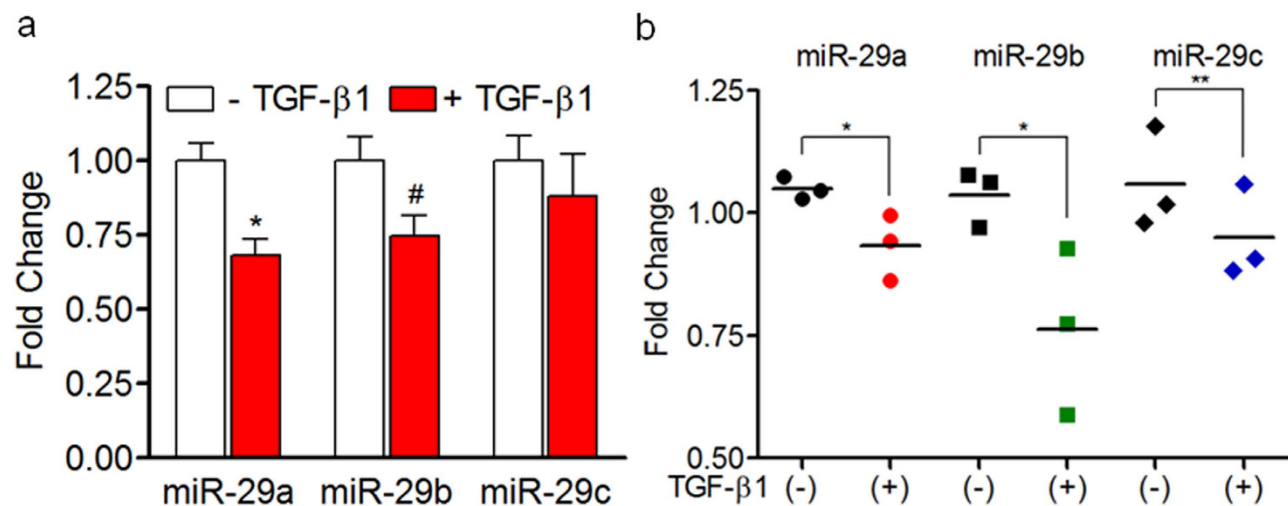 a
1.25
1.00
0.75
0.50
0.25
0.00
Fold Change
- TGF-β1 + TGF-β1
*
#
miR-29a miR-29b miR-29c
b
miR-29a miR-29b miR-29c
1.25
1.00
0.75
0.50
Fold Change
* * **
TGF-β1 (-) (+) (-) (+) (-) (+)